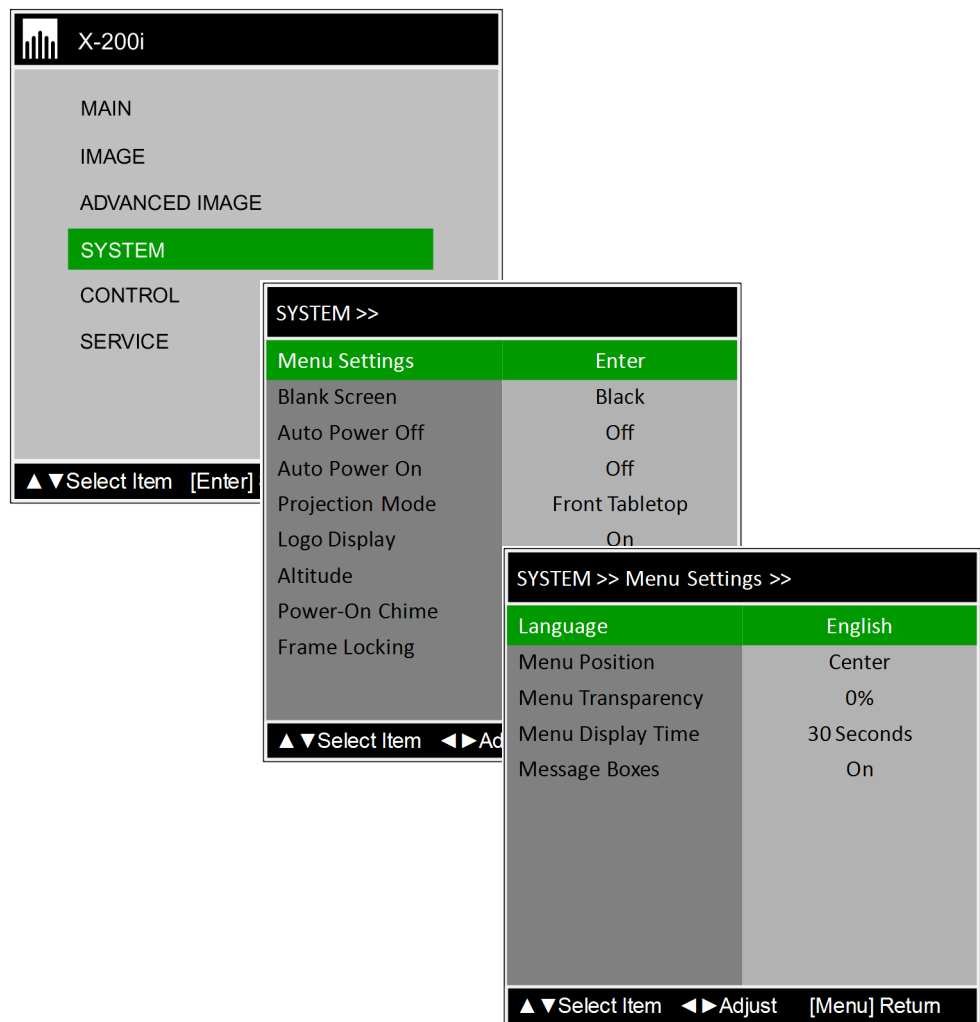 X-200i
MAIN
IMAGE
ADVANCED IMAGE
SYSTEM
CONTROL
SERVICE
▲▼Select Item [Enter]
SYSTEM >>
Menu Settings Enter
Blank Screen Black
Auto Power Off Off
Auto Power On Off
Projection Mode Front Tabletop
Logo Display On
Altitude
Power-On Chime
Frame Locking
▲▼Select Item ◄►Ad
SYSTEM >> Menu Settings >>
Language English
Menu Position Center
Menu Transparency 0%
Menu Display Time 30 Seconds
Message Boxes On
▲▼Select Item ◄►Adjust [Menu] Return